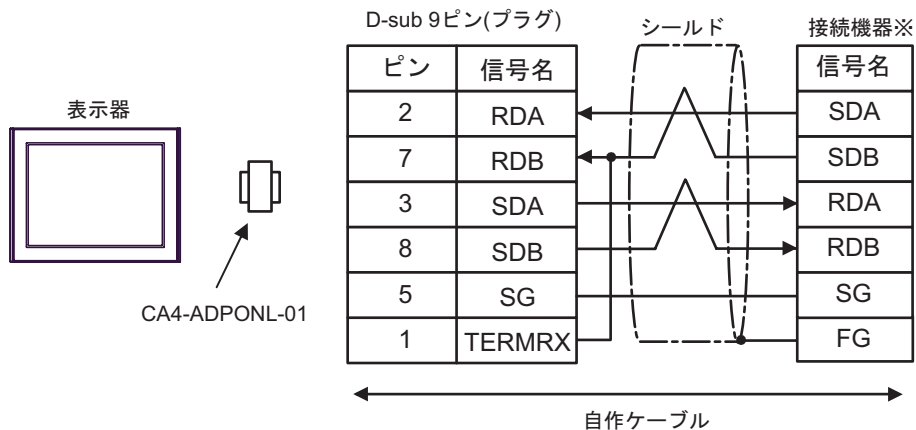 D-sub 9ピン(プラグ)
シールド
接続機器※
ピン 信号名 信号名
表示器
2 RDA SDA
7 RDB SDB
3 SDA RDA
8 SDB RDB
5 SG SG
1 TERMRX FG
CA4-ADPONL-01
自作ケーブル